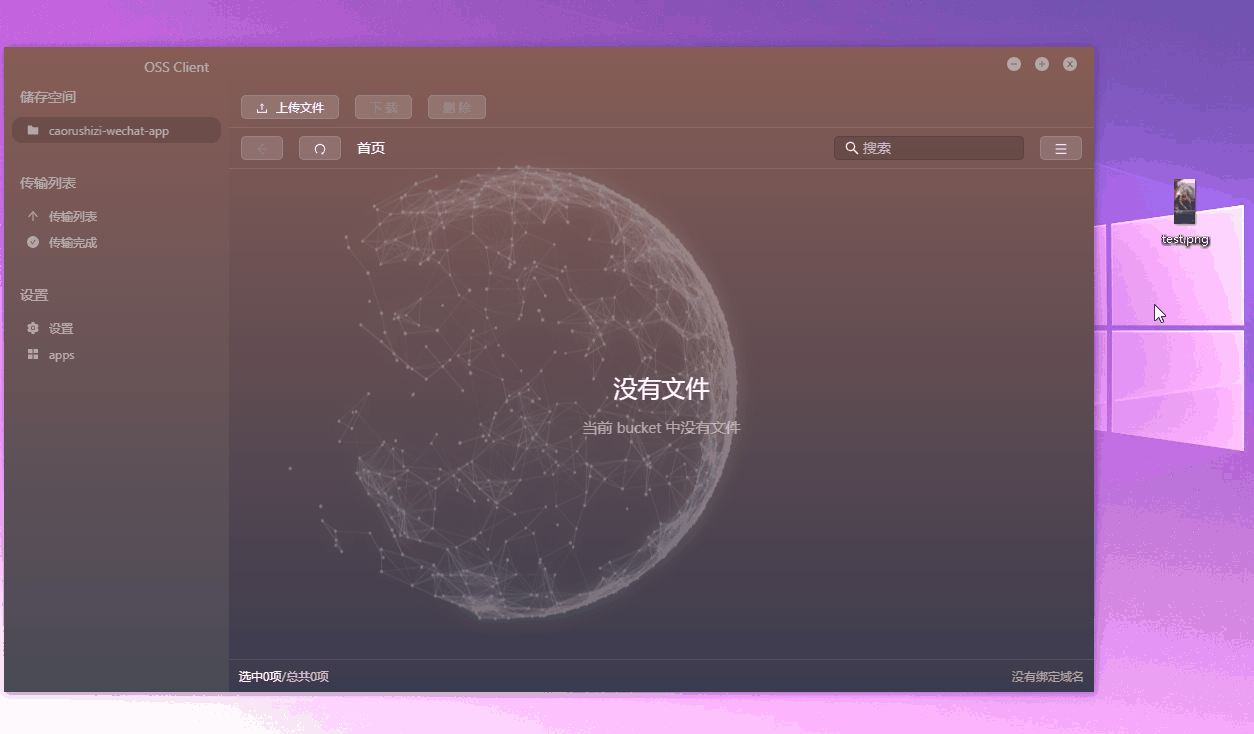 OSS Client
储存空间
caorushizi-wechat-app
传输列表
传输列表
传输完成
设置
设置
apps
上传文件 下载 删除
首页 搜索
没有文件
当前 bucket 中没有文件
选中0项/总共0项 没有绑定域名
test.png